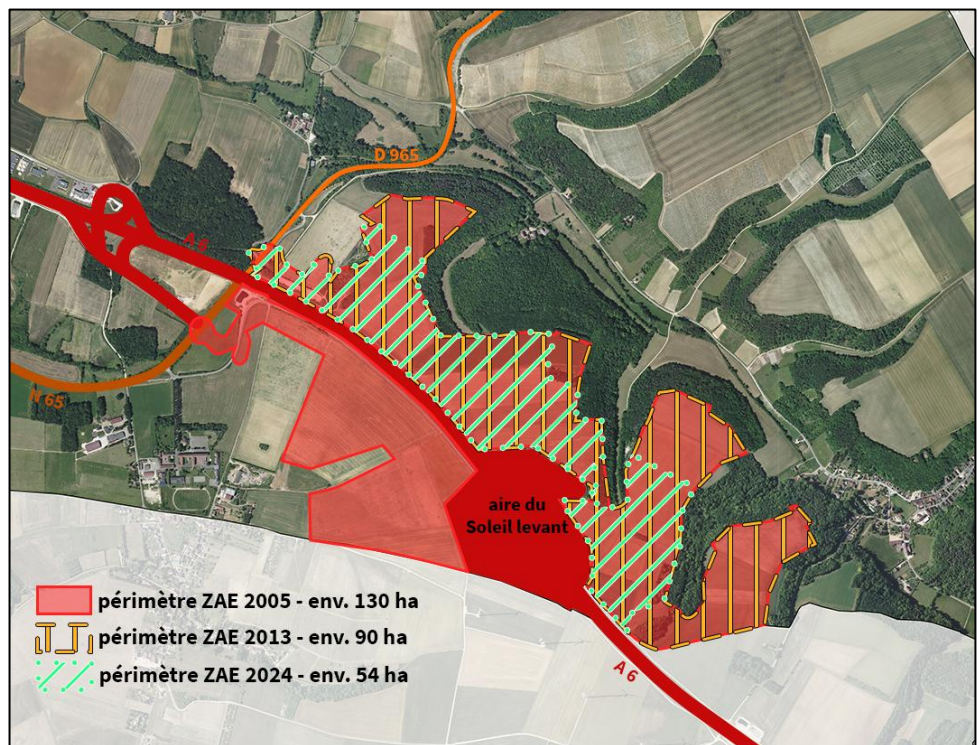 D 965
A 6
N 65
aire du
Soleil levant
périmètre ZAE 2005 - env. 130 ha
périmètre ZAE 2013 - env. 90 ha
périmètre ZAE 2024 - env. 54 ha
A 6